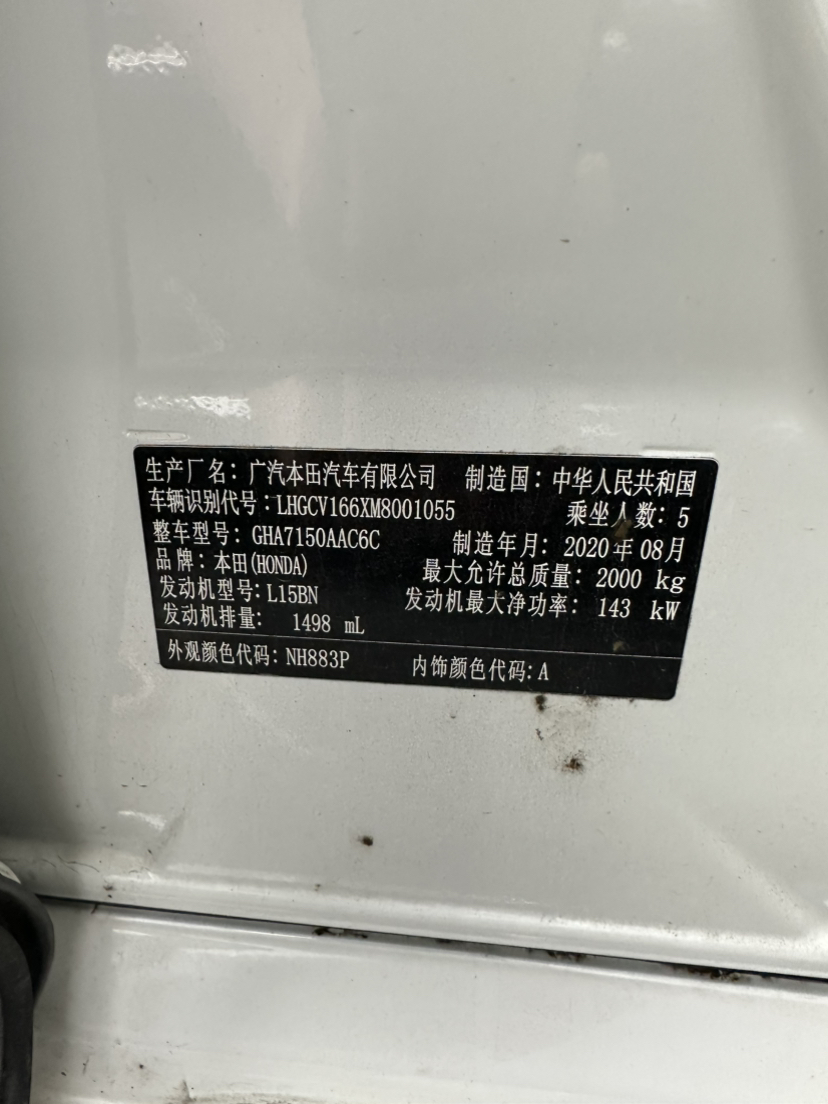 生产厂名：广汽本田汽车有限公司 制造国：中华人民共和国
车辆识别代号：LHGCV166XM8001055 乘坐人数：5
整车型号：GHA7150AAC6C 制造年月：2020年08月
品牌：本田(HONDA) 最大允许总质量：2000 kg
发动机型号：L15BN 发动机最大净功率：143 kW
发动机排量：1498 mL
外观颜色代码：NH883P 内饰颜色代码：A